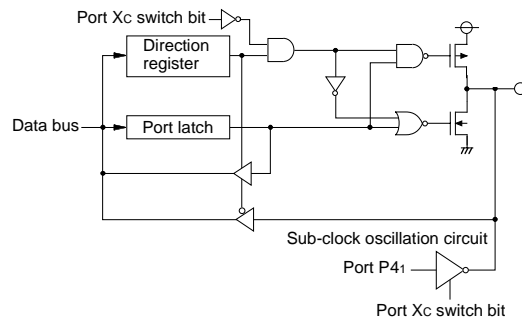 Port XC switch bit
Direction
register
Data bus
Port latch
Sub-clock oscillation circuit
Port P41
Port XC switch bit